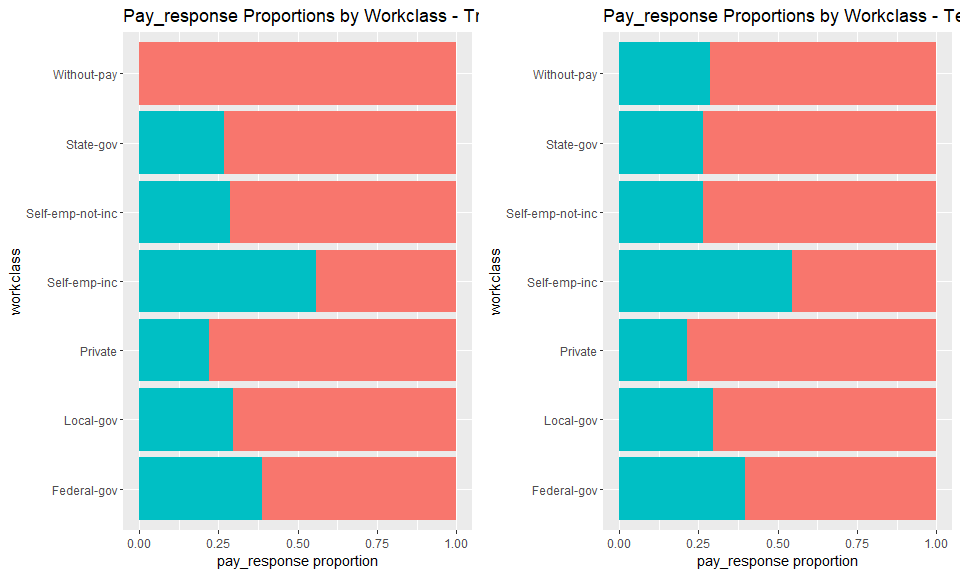 Pay_response Proportions by Workclass - Tr
workclass
Without-pay
State-gov
Self-emp-not-inc
Self-emp-inc
Private
Local-gov
Federal-gov
0.00 0.25 0.50 0.75 1.00
pay_response proportion
Pay_response Proportions by Workclass - Te
workclass
Without-pay
State-gov
Self-emp-not-inc
Self-emp-inc
Private
Local-gov
Federal-gov
0.00 0.25 0.50 0.75 1.00
pay_response proportion